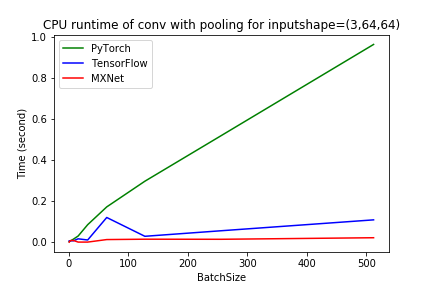 CPU runtime of conv with pooling for inputshape=(3,64,64)
1.0
0.8
0.6
0.4
0.2
0.0
Time (second)
PyTorch
TensorFlow
MXNet
0
100
200
300
400
500
BatchSize